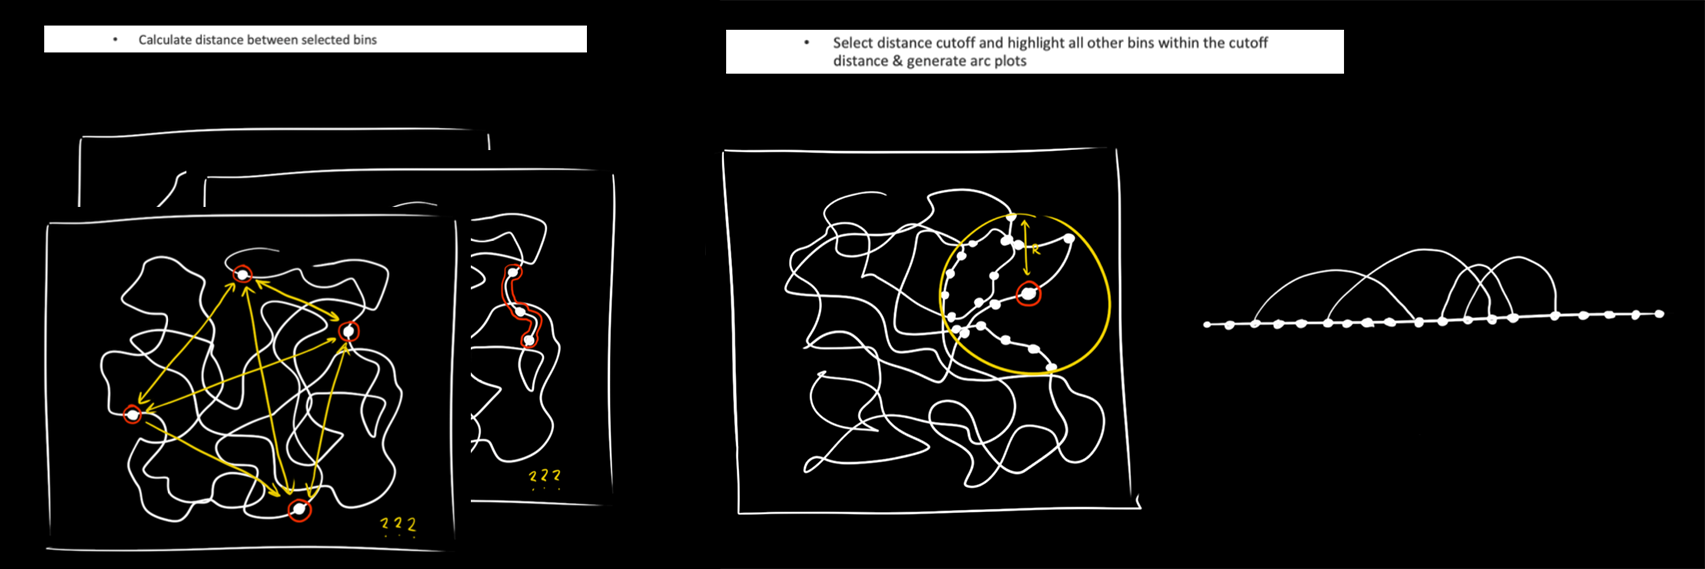 • Calculate distance between selected bins
• Select distance cutoff and highlight all other bins within the cutoff
distance & generate arc plots
R
???
???